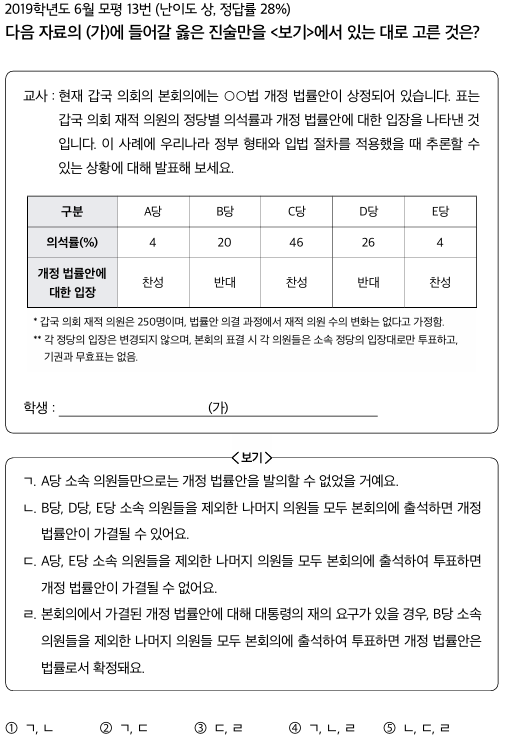 2019학년도 6월 모평 13번 (난이도 상, 정답률 28%)
다음 자료의 (가)에 들어갈 옳은 진술만을 <보기>에서 있는 대로 고른 것은?
교사 : 현재 갑국 의회의 본회의에는 ○○법 개정 법률안이 상정되어 있습니다. 표는
갑국 의회 재적 의원의 정당별 의석률과 개정 법률안에 대한 입장을 나타낸 것
입니다. 이 사례에 우리나라 정부 형태와 입법 절차를 적용했을 때 추론할 수
있는 상황에 대해 발표해 보세요.
구분 A당 B당 C당 D당 E당
의석률(%) 4 20 46 26 4
개정 법률안에
대한 입장 찬성 반대 찬성 반대 찬성
* 갑국 의회 재적 의원은 250명이며, 법률안 의결 과정에서 재적 의원 수의 변화는 없다고 가정함.
** 각 정당의 입장은 변경되지 않으며, 본회의 표결 시 각 의원들은 소속 정당의 입장대로만 투표하고,
기권과 무효표는 없음.
학생 : (가)
<보기>
ㄱ. A당 소속 의원들만으로는 개정 법률안을 발의할 수 없었을 거예요.
ㄴ. B당, D당, E당 소속 의원들을 제외한 나머지 의원들 모두 본회의에 출석하면 개정
법률안이 가결될 수 있어요.
ㄷ. A당, E당 소속 의원들을 제외한 나머지 의원들 모두 본회의에 출석하여 투표하면
개정 법률안이 가결될 수 없어요.
ㄹ. 본회의에서 가결된 개정 법률안에 대해 대통령의 재의 요구가 있을 경우, B당 소속
의원들을 제외한 나머지 의원들 모두 본회의에 출석하여 투표하면 개정 법률안은
법률로서 확정돼요.
① ㄱ, ㄴ ② ㄱ, ㄷ ③ ㄷ, ㄹ ④ ㄱ, ㄴ, ㄹ ⑤ ㄴ, ㄷ, ㄹ